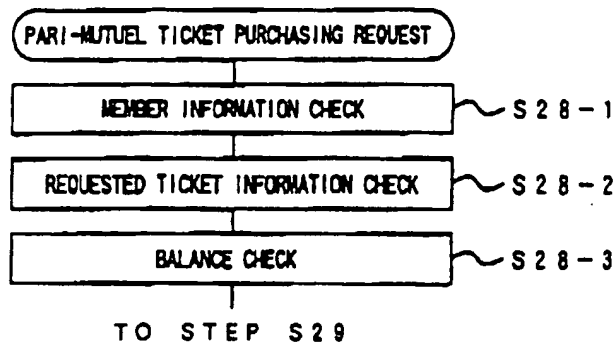 PARI-MUTUEL TICKET PURCHASING REQUEST
MEMBER INFORMATION CHECK S28-1
REQUESTED TICKET INFORMATION CHECK S28-2
BALANCE CHECK S28-3
TO STEP S29